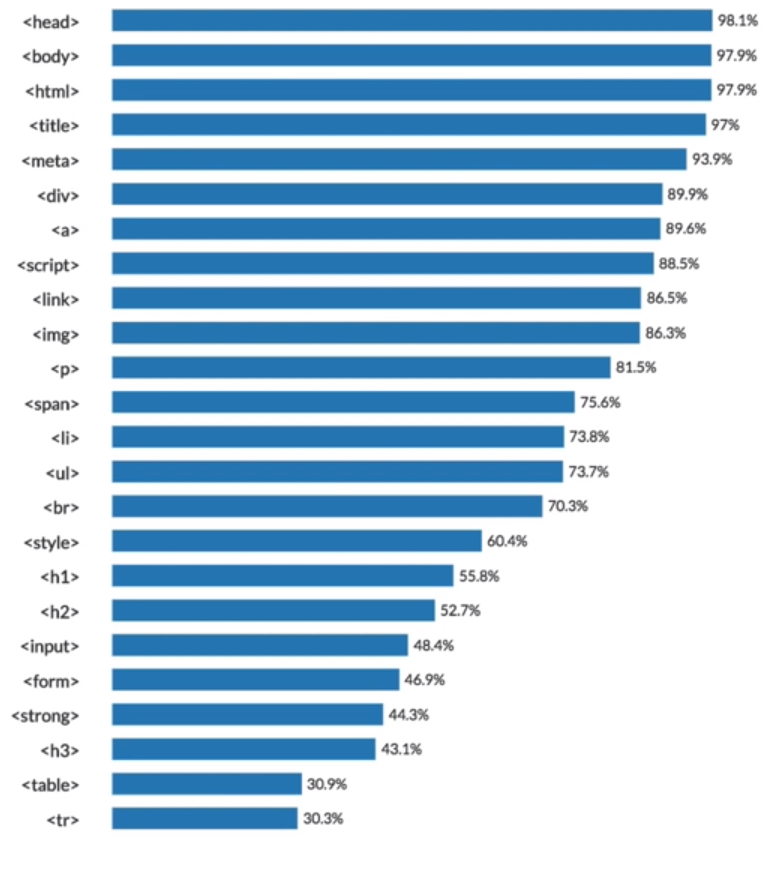 <head> 98.1%
<body> 97.9%
<html> 97.9%
<title> 97%
<meta> 93.9%
<div> 89.9%
<a> 89.6%
<script> 88.5%
<link> 86.5%
<img> 86.3%
<p> 81.5%
<span> 75.6%
<li> 73.8%
<ul> 73.7%
<br> 70.3%
<style> 60.4%
<h1> 55.8%
<h2> 52.7%
<input> 48.4%
<form> 46.9%
<strong> 44.3%
<h3> 43.1%
<table> 30.9%
<tr> 30.3%